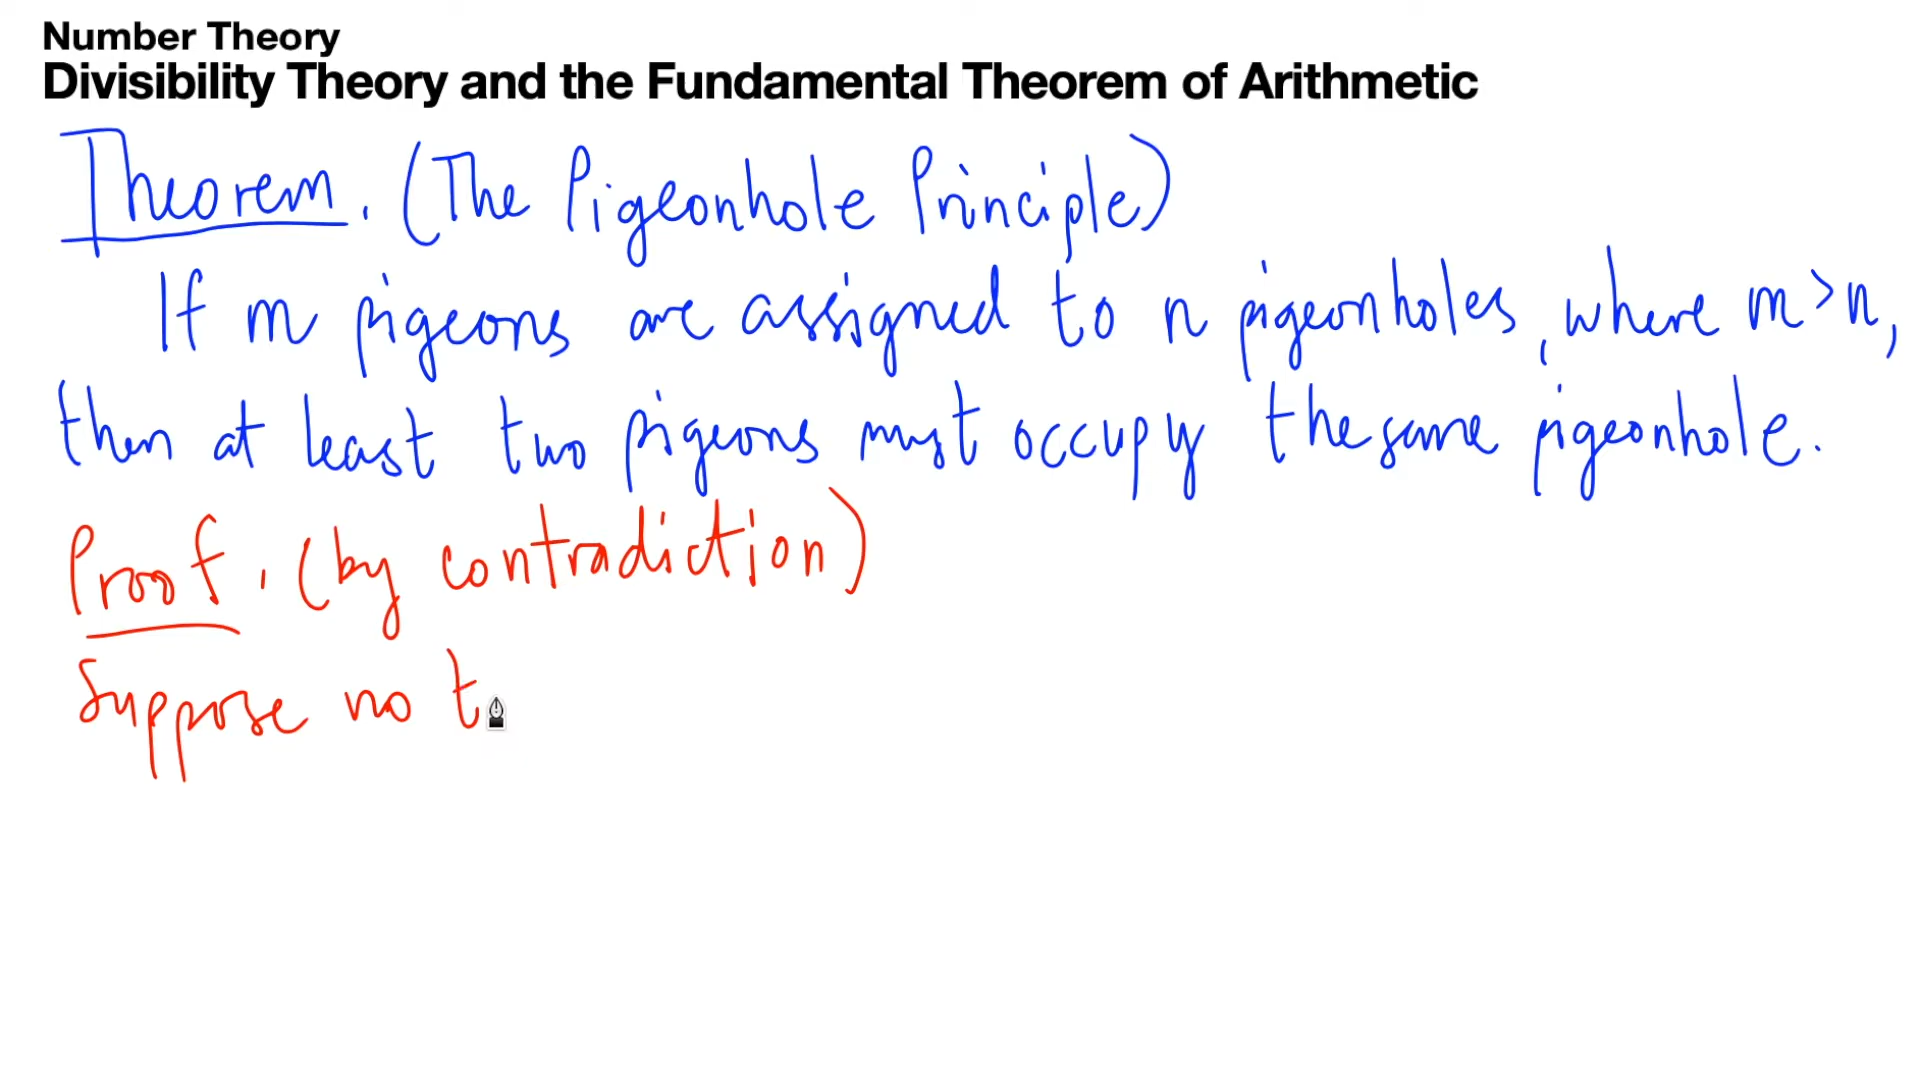 Number Theory
Divisibility Theory and the Fundamental Theorem of Arithmetic
Theorem. (The Pigeonhole Principle)
If m pigeons are assigned to n pigeonholes, where m > n,
then at least two pigeons must occupy the same pigeonhole.
Proof. (by contradiction)
Suppose no t